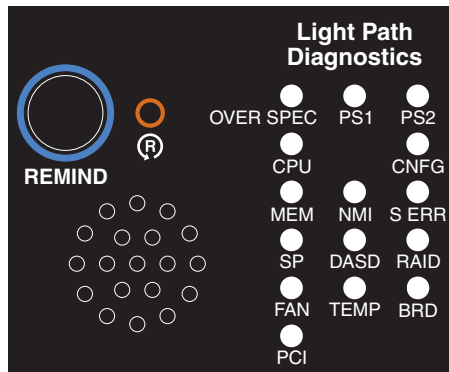 Light Path
Diagnostics
OVER SPEC PS1 PS2
R
REMIND
CPU CNFG
MEM NMI S ERR
SP DASD RAID
FAN TEMP BRD
PCI